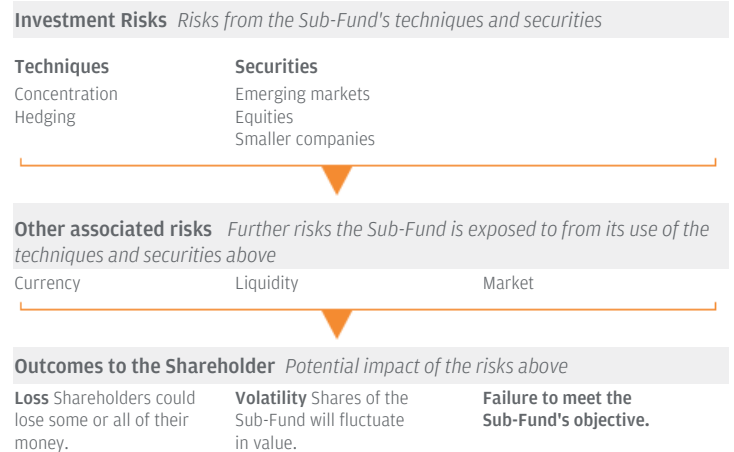 Investment Risks Risks from the Sub-Fund's techniques and securities
Techniques
Concentration
Hedging
Securities
Emerging markets
Equities
Smaller companies
Other associated risks Further risks the Sub-Fund is exposed to from its use of the
techniques and securities above
Currency
Liquidity
Market
Outcomes to the Shareholder Potential impact of the risks above
Loss Shareholders could
lose some or all of their
money.
Volatility Shares of the
Sub-Fund will fluctuate
in value.
Failure to meet the
Sub-Fund's objective.